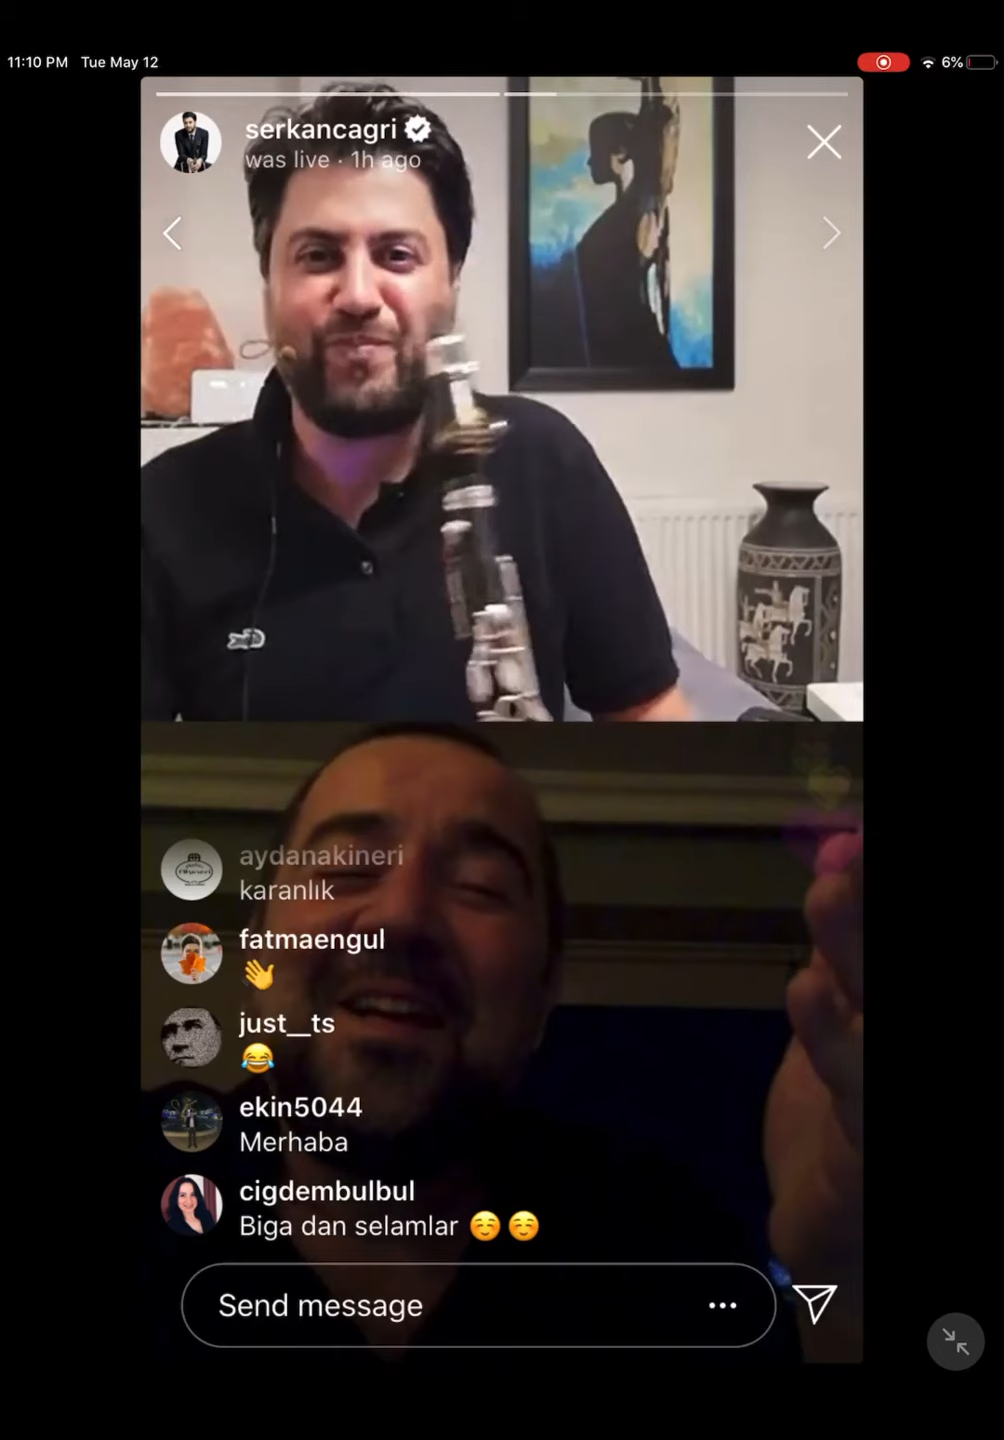 11:10 PM Tue May 12
6%
serkancagri
was live · 1h ago
aydanakineri
karanlık
fatmaengul
👋
just__ts
😂
ekin5044
Merhaba
cigdembulbul
Biga dan selamlar ☺️☺️
Send message